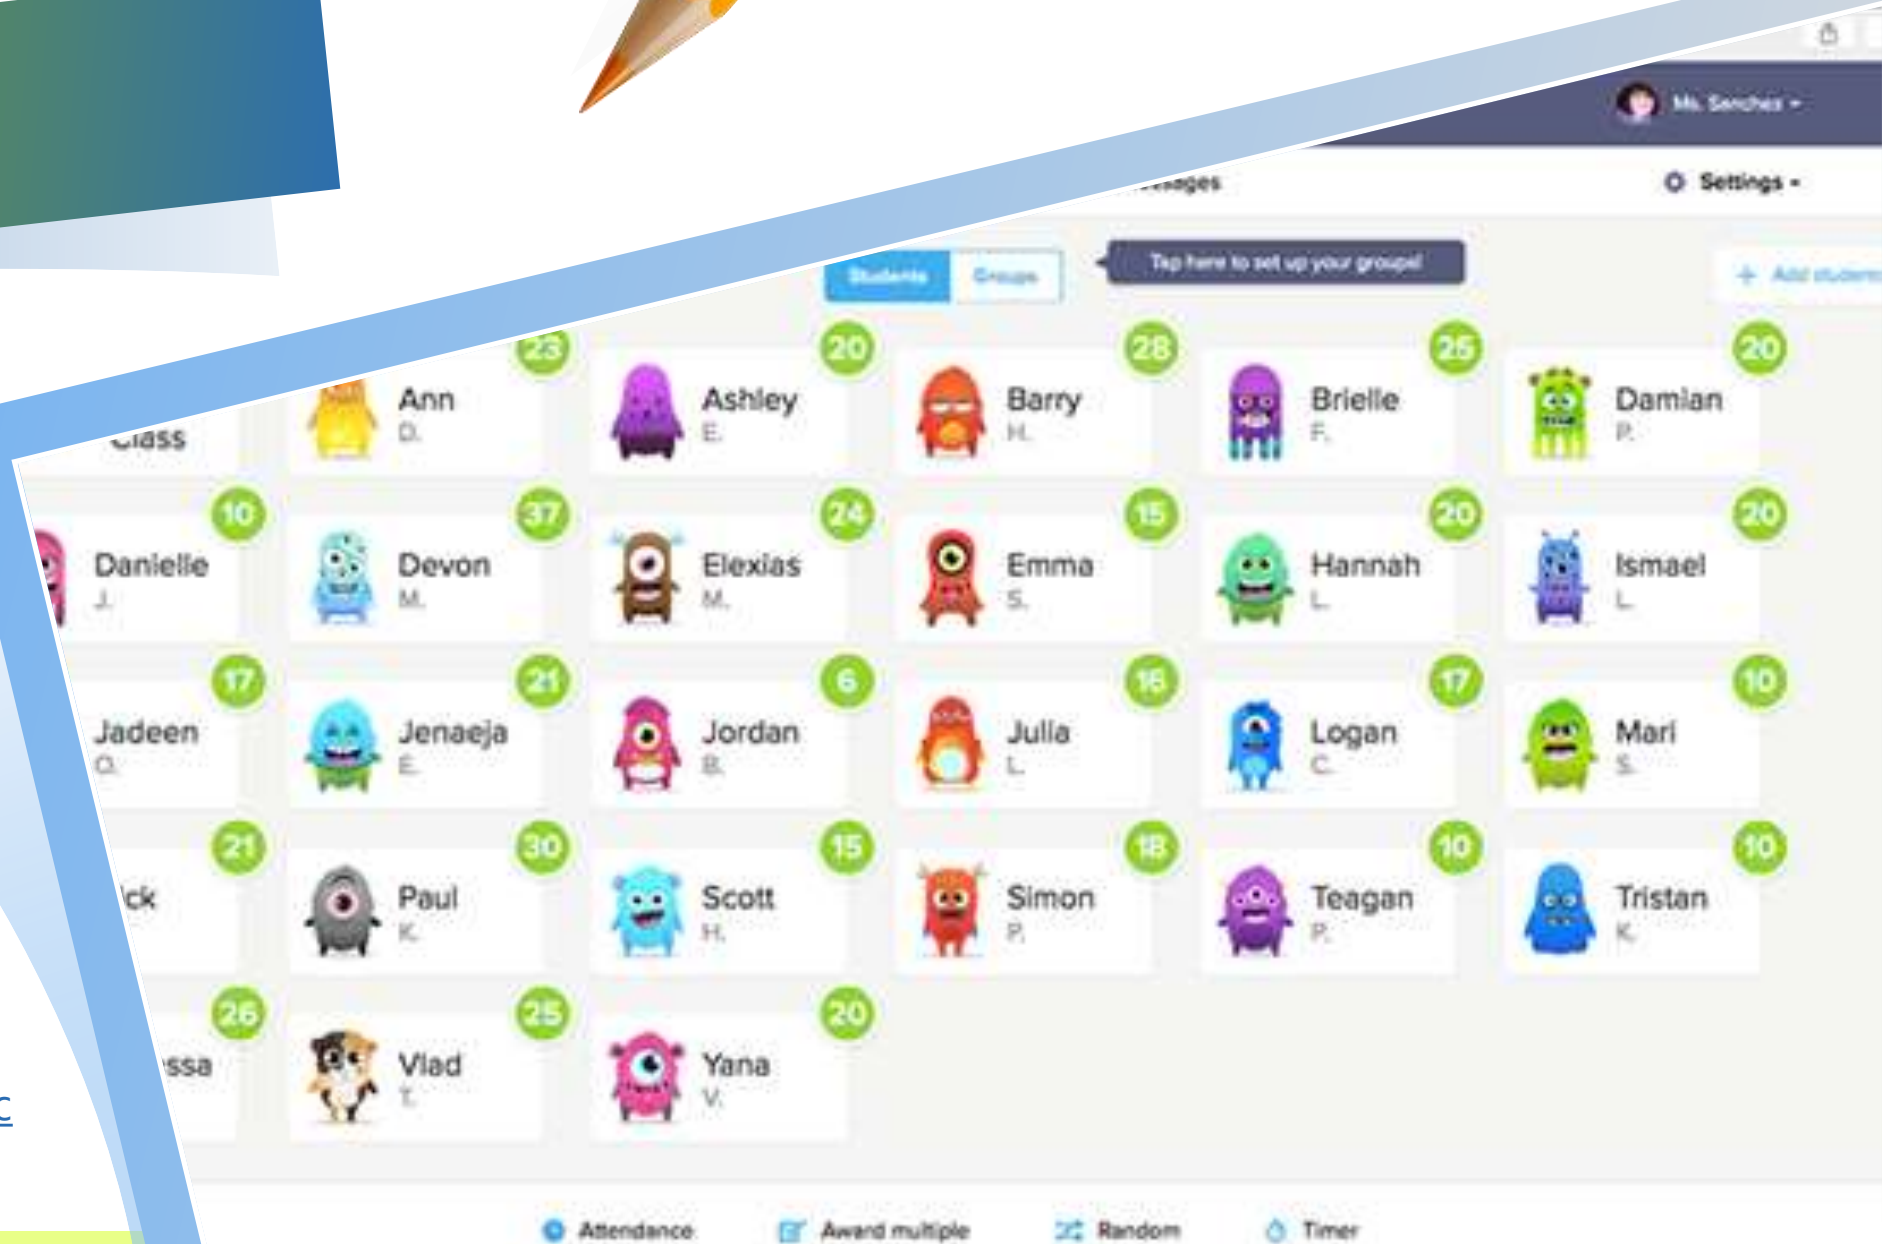 Ms. Sanchez
Settings
Students Groups Tap here to set up your groups! + Add students
23 20 28 25 20
Ann Ashley Barry Brielle Damian
D. E. H. F. P.
Class
10 37 24 15 20 20
Danielle Devon Elexias Emma Hannah Ismael
J. M. M. S. L. L.
17 21 6 16 17 10
Jadeen Jenaeja Jordan Julia Logan Mari
O. E. B. L. C. S.
21 30 15 18 10 10
ck Paul Scott Simon Teagan Tristan
K. H. P. P. K.
26 25 20
ssa Vlad Yana
T. V.
c
Attendance Award multiple Random Timer